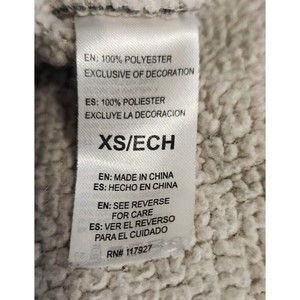 EN: 100% POLYESTER
EXCLUSIVE OF DECORATION
ES: 100% POLIESTER
EXCLUYE LA DECORACION
XS/ECH
EN: MADE IN CHINA
ES: HECHO EN CHINA
EN: SEE REVERSE
FOR CARE
ES: VER EL REVERSO
PARA EL CUIDADO
RN# 117927